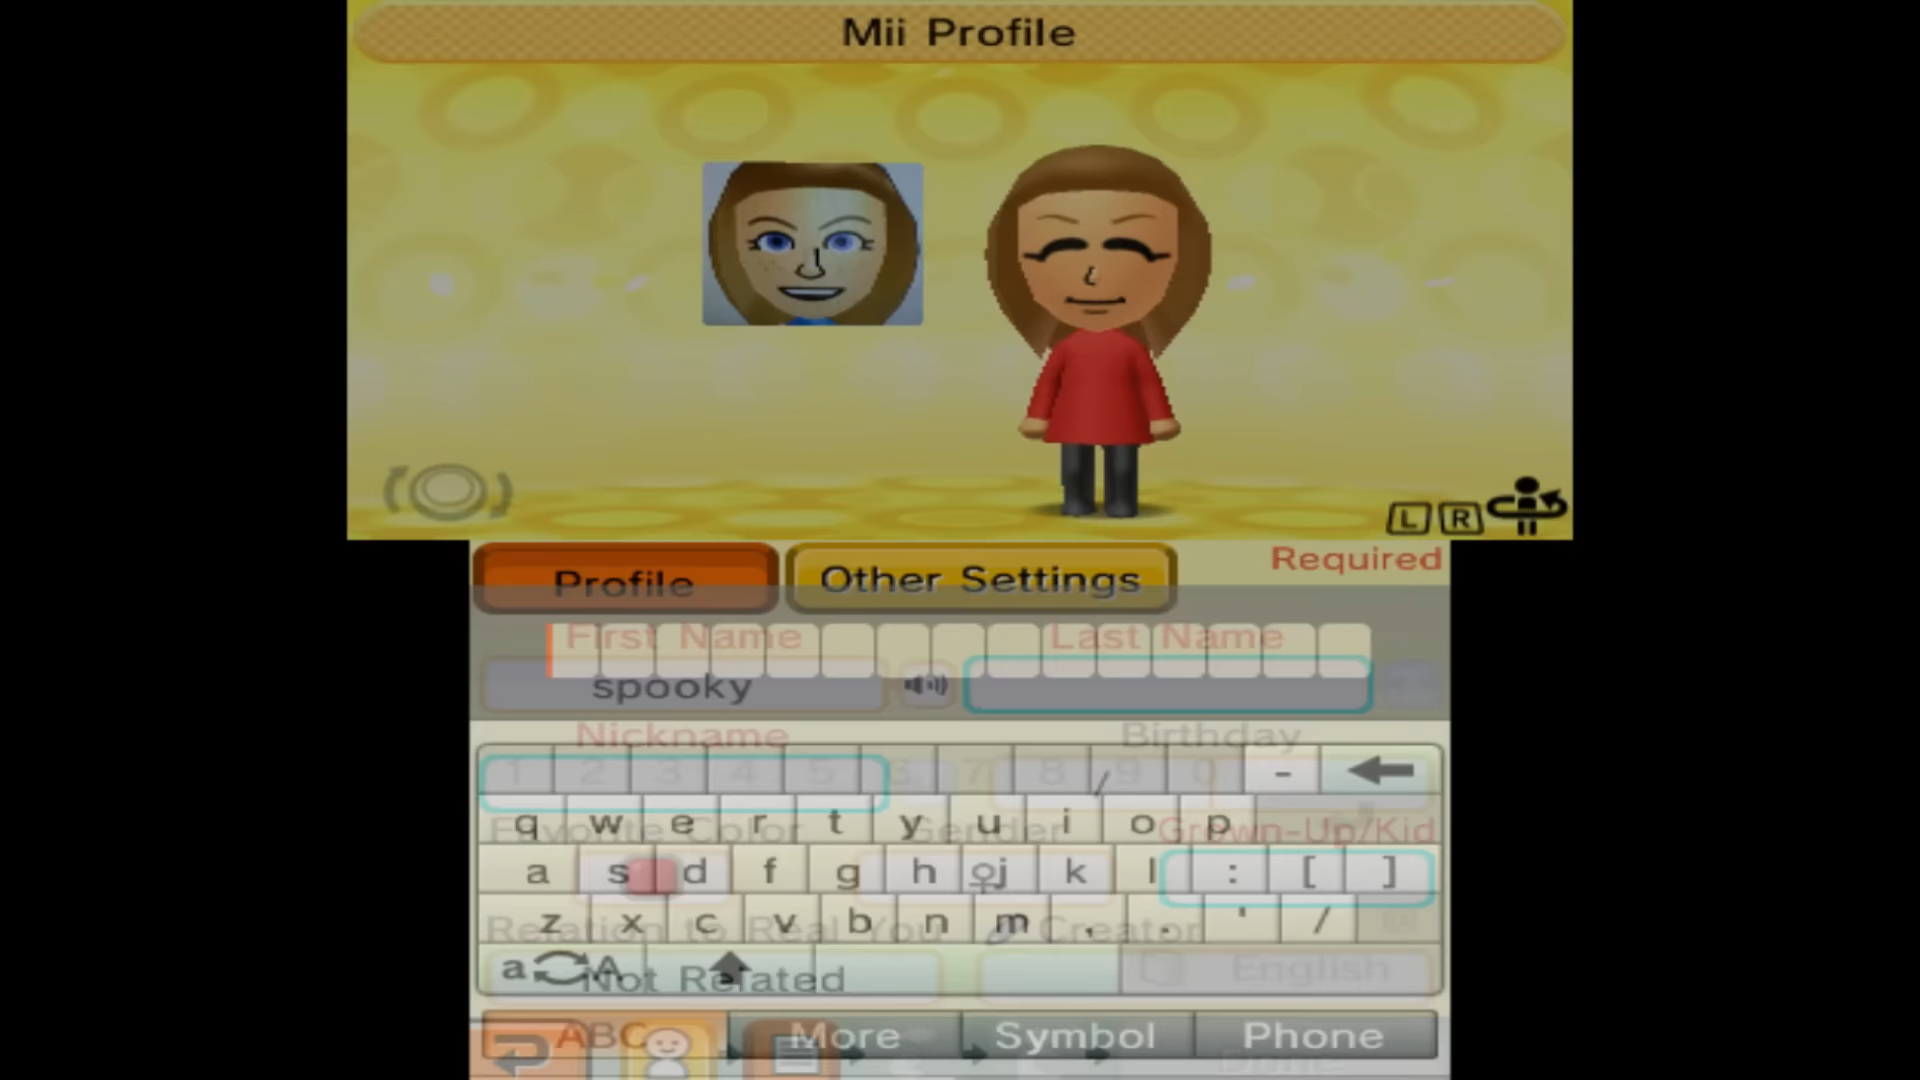 Mii Profile
L R
Profile Other Settings Required
First Name Last Name
spooky
Nickname Birthday
1 2 3 4 5 6 7 8 9 0 -
/
q w e r t y u i o p
Favorite Color Gender Grown-Up/Kid
a s d f g h j k l : [ ]
♀
z x c v b n m , . ' /
Relation to Real You Creator
a A
Not Related English
ABC More Symbol Phone
Done